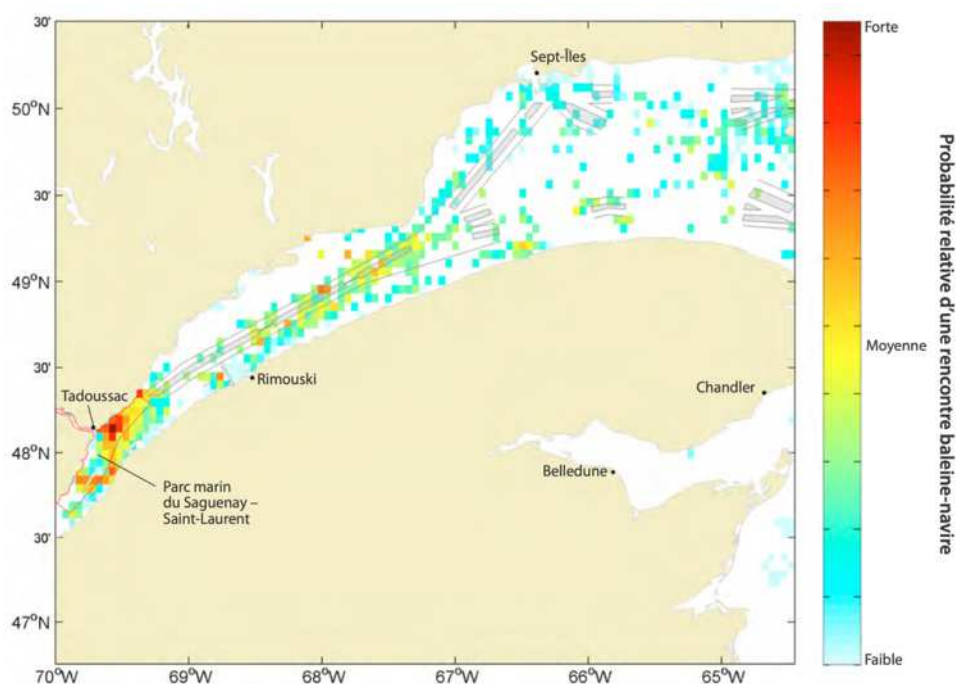 30'
50°N
30'
49°N
30'
48°N
30'
47°N
70°W
69°W
68°W
67°W
66°W
65°W
Sept-Îles
Rimouski
Tadoussac
Chandler
Belledune
Parc marin
du Saguenay –
Saint-Laurent
Forte
Moyenne
Faible
Probabilité relative d'une rencontre baleine-navire